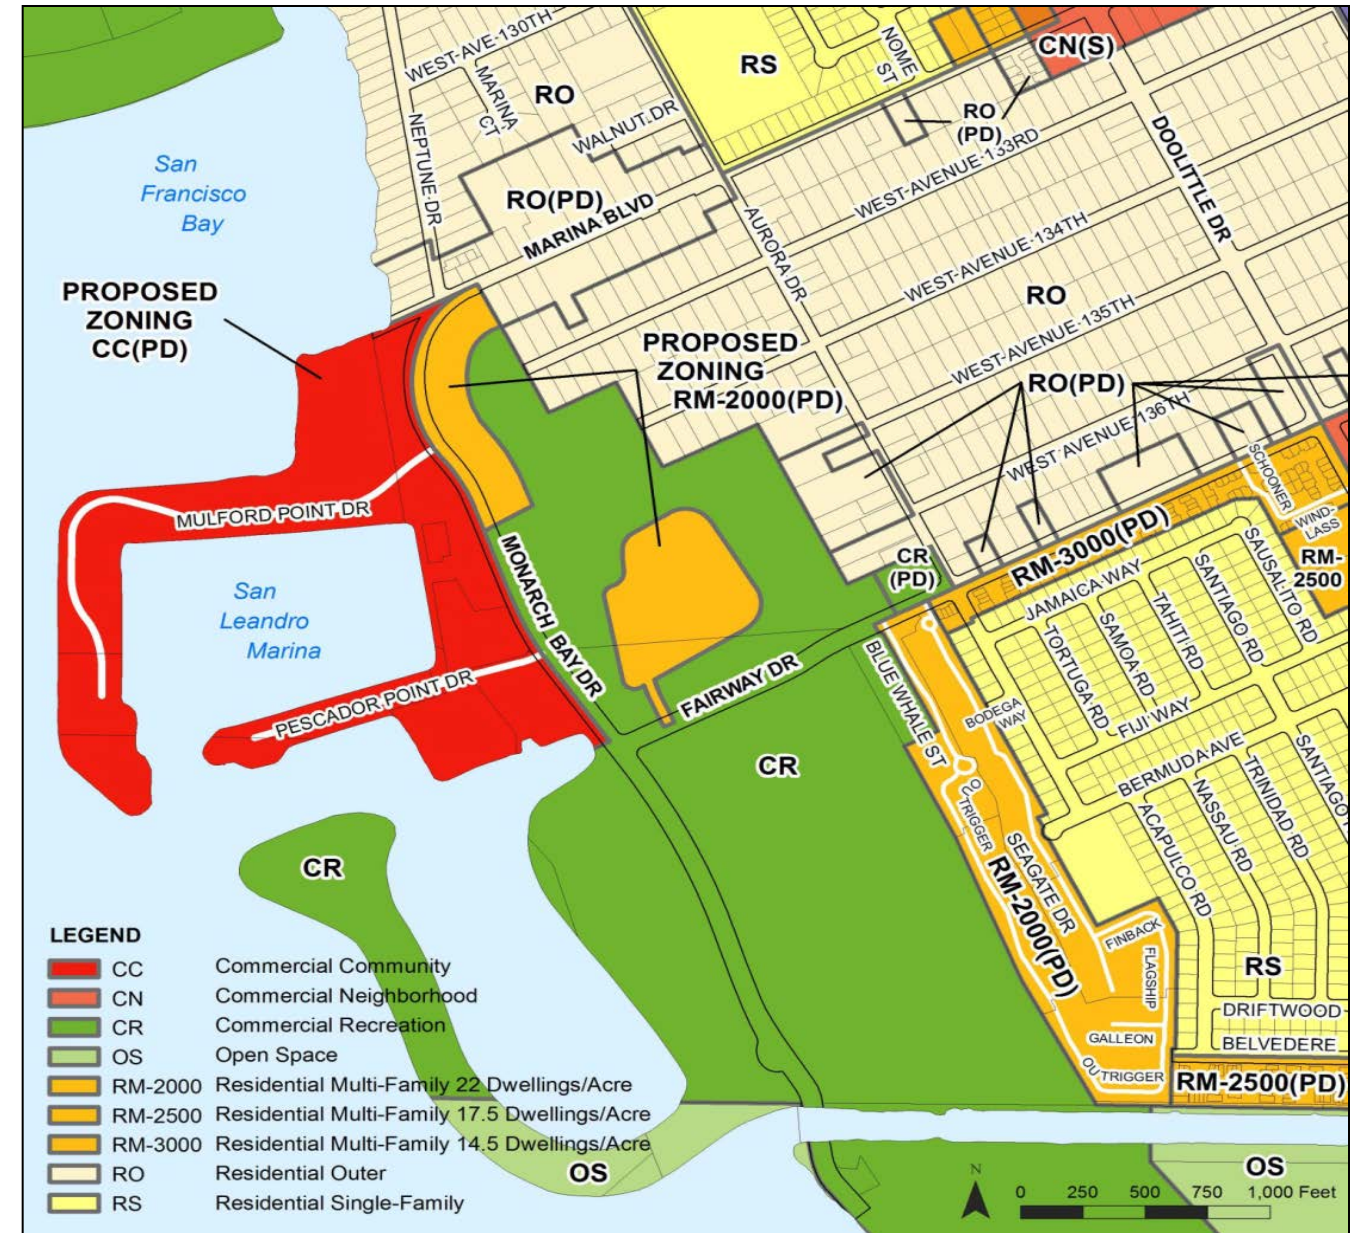 WEST AVE 130TH
MARINA
CT
NEPTUNE DR
RO
WALNUT DR
RO(PD)
MARINA BLVD
RS
NOME
ST
CN(S)
RO
(PD)
WEST AVENUE 133RD
DOOLITTLE DR
San
Francisco
Bay
AURORA DR
WEST AVENUE 134TH
RO
WEST AVENUE 135TH
PROPOSED
ZONING
CC(PD)
PROPOSED
ZONING
RM-2000(PD)
RO(PD)
WEST AVENUE 136TH
SCHOONER
WIND-
LASS
RM-
2500
MULFORD POINT DR
MONARCH BAY DR
CR
(PD)
RM-3000(PD)
JAMAICA WAY
SAUSALITO RD
SANTIAGO RD
TAHITI RD
SAMOA RD
TORTUGA RD
FIJI WAY
San
Leandro
Marina
PESCADOR POINT DR
FAIRWAY DR
BLUE WHALE ST
BODEGA
WAY
BERMUDA AVE
SANTIAGO
TRINIDAD RD
NASSAU RD
ACAPULCO RD
CR
OUTRIGGER
SEAGATE DR
RM-2000(PD)
FINBACK
FLAGSHIP
RS
DRIFTWOOD
BELVEDERE
GALLEON
OUTRIGGER
RM-2500(PD)
CR
OS
OS
LEGEND
CC Commercial Community
CN Commercial Neighborhood
CR Commercial Recreation
OS Open Space
RM-2000 Residential Multi-Family 22 Dwellings/Acre
RM-2500 Residential Multi-Family 17.5 Dwellings/Acre
RM-3000 Residential Multi-Family 14.5 Dwellings/Acre
RO Residential Outer
RS Residential Single-Family
N
0 250 500 750 1,000 Feet